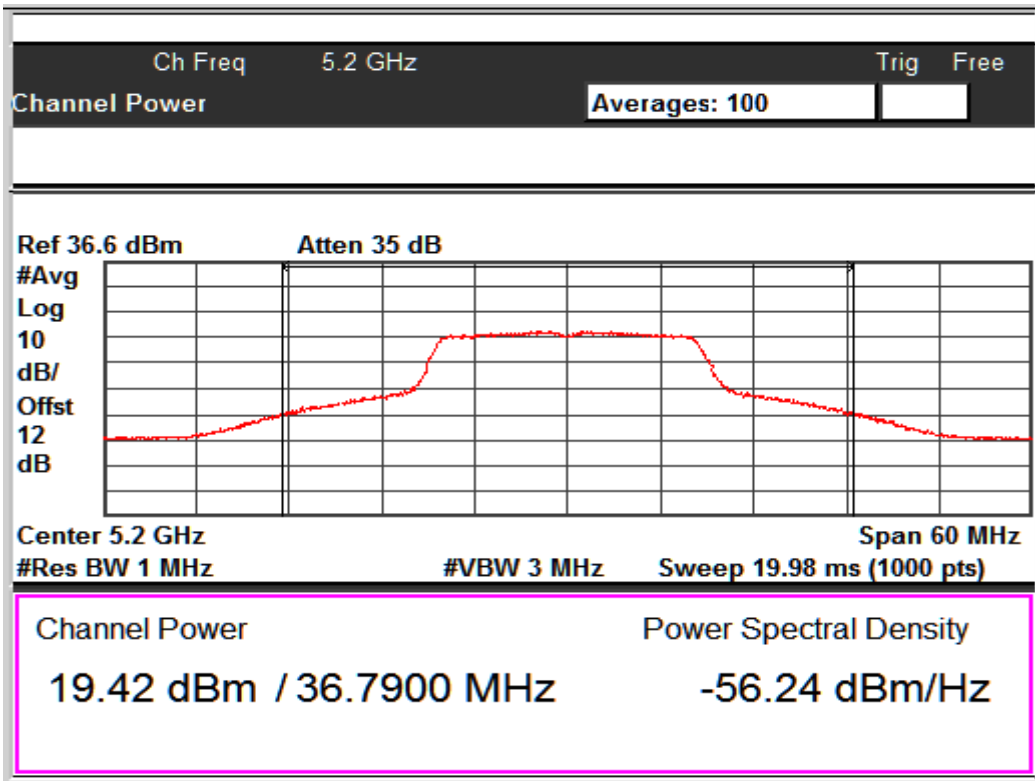 Ch Freq 5.2 GHz Trig Free
Channel Power Averages: 100
Ref 36.6 dBm Atten 35 dB
#Avg
Log
10
dB/
Offst
12
dB
Center 5.2 GHz Span 60 MHz
#Res BW 1 MHz #VBW 3 MHz Sweep 19.98 ms (1000 pts)
Channel Power Power Spectral Density
19.42 dBm / 36.7900 MHz -56.24 dBm/Hz